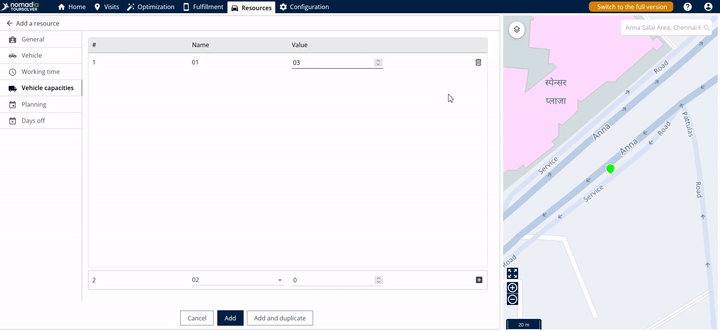 nomadia
TOURSOLVER
Home
Visits
Optimization
Fulfillment
Resources
Configuration
Switch to the full version
Add a resource
General
Vehicle
Working time
Vehicle capacities
Planning
Days off
# Name Value
1 01 03
2 02 0
Cancel
Add
Add and duplicate
Anna Salai Area, Chennai
स्पेन्सर
प्लाजा
Road
Anna
Service
Anna
Road
Pattulas
Road
Service
Road
20 m